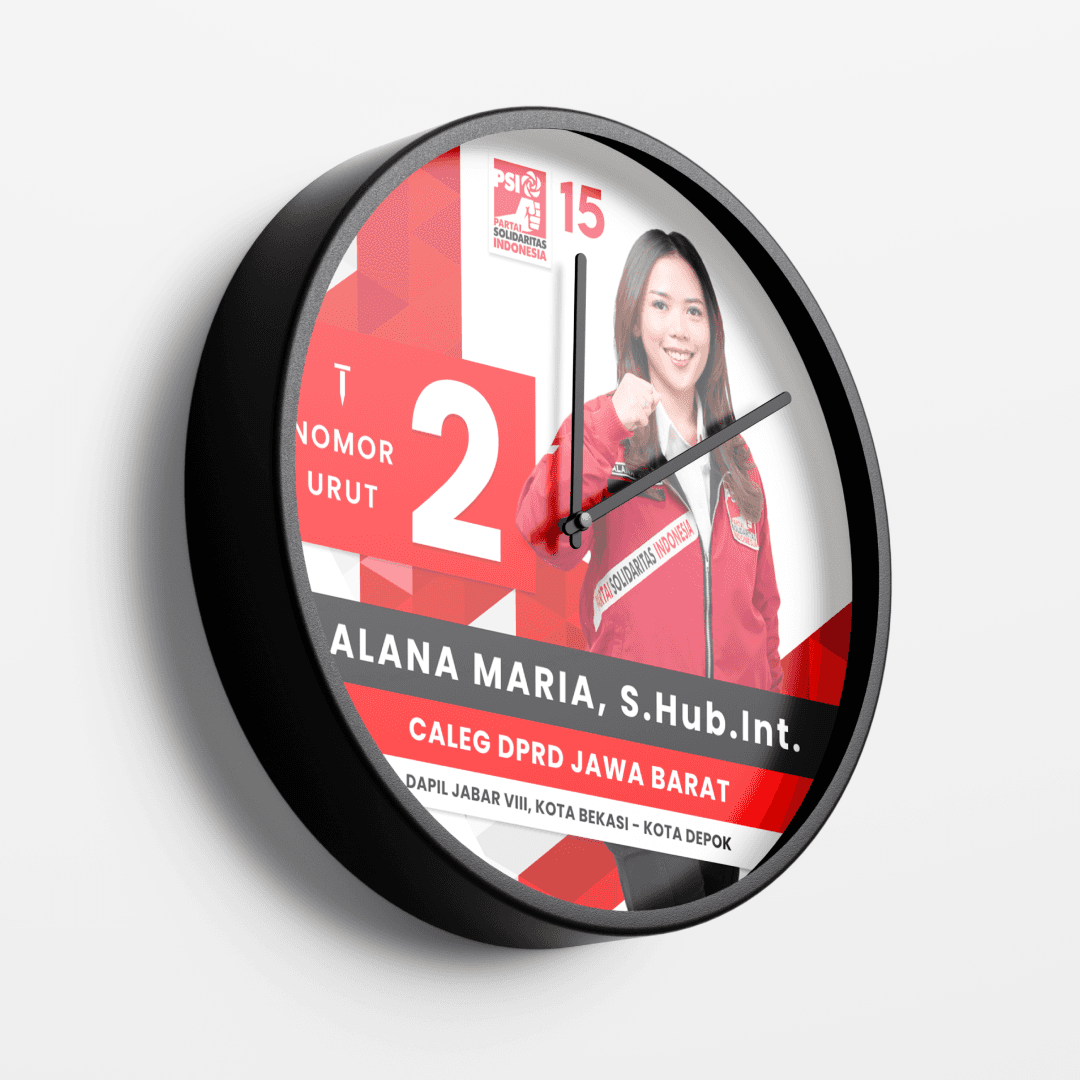 PSI
PARTAI
SOLIDARITAS
INDONESIA
15
NOMOR
URUT
2
PARTAI SOLIDARITAS INDONESIA
ALANA MARIA, S.Hub.Int.
CALEG DPRD JAWA BARAT
DAPIL JABAR VIII, KOTA BEKASI - KOTA DEPOK